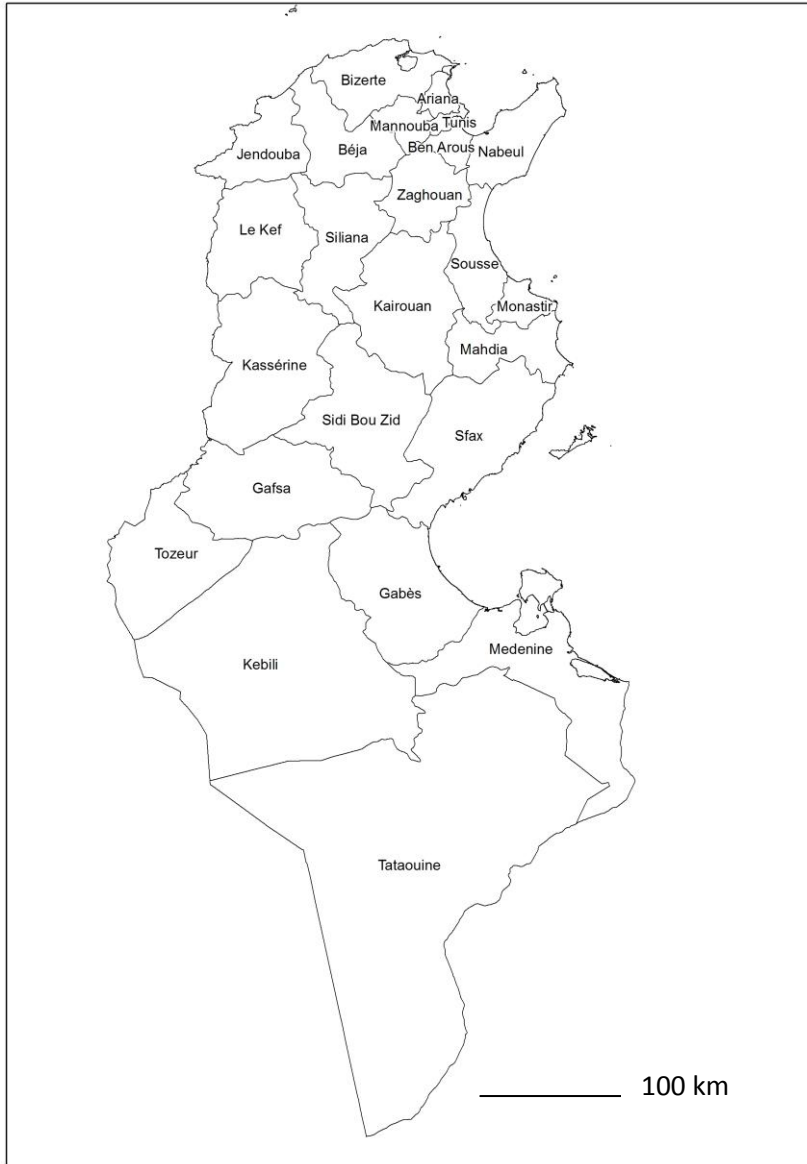 Bizerte
Ariana
Mannouba
Tunis
Jendouba
Béja
Ben Arous
Nabeul
Zaghouan
Le Kef
Siliana
Sousse
Kairouan
Monastir
Mahdia
Kassérine
Sidi Bou Zid
Sfax
Gafsa
Tozeur
Gabès
Medenine
Kebili
Tataouine
100 km